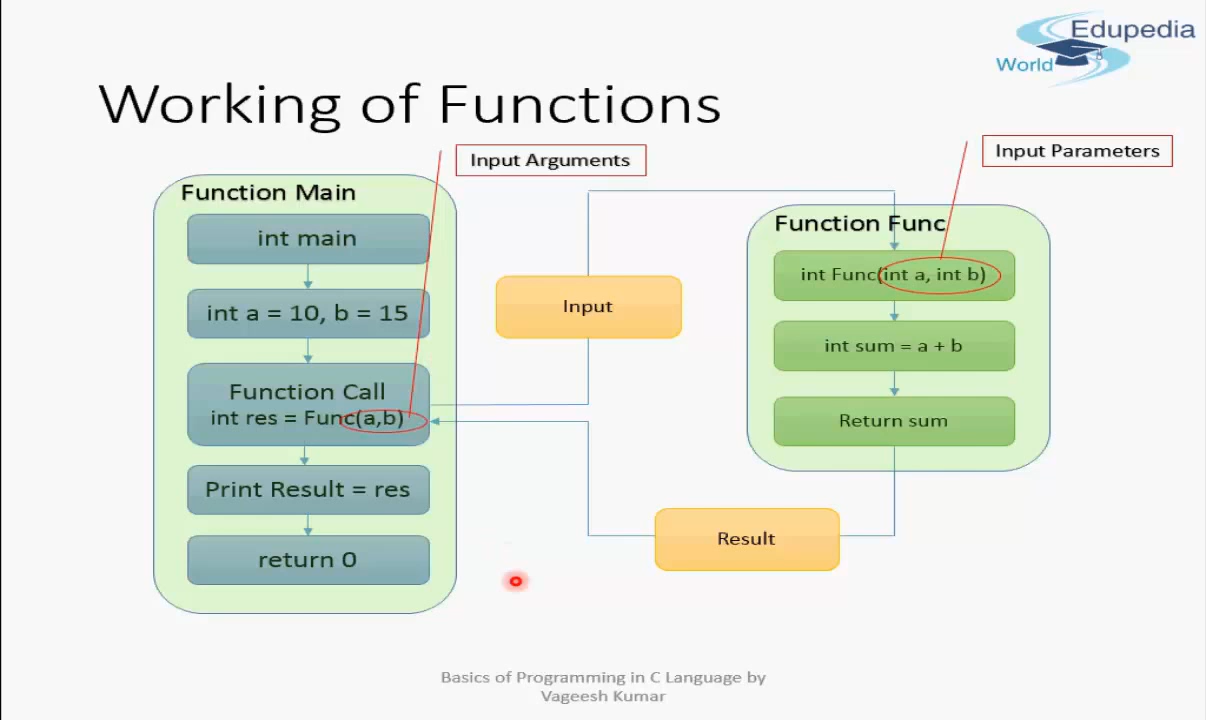 Edupedia
World
Working of Functions
Input Arguments
Input Parameters
Function Main
int main
int a = 10, b = 15
Function Call
int res = Func(a,b)
Print Result = res
return 0
Input
Function Func
int Func(int a, int b)
int sum = a + b
Return sum
Result
Basics of Programming in C Language by
Vageesh Kumar